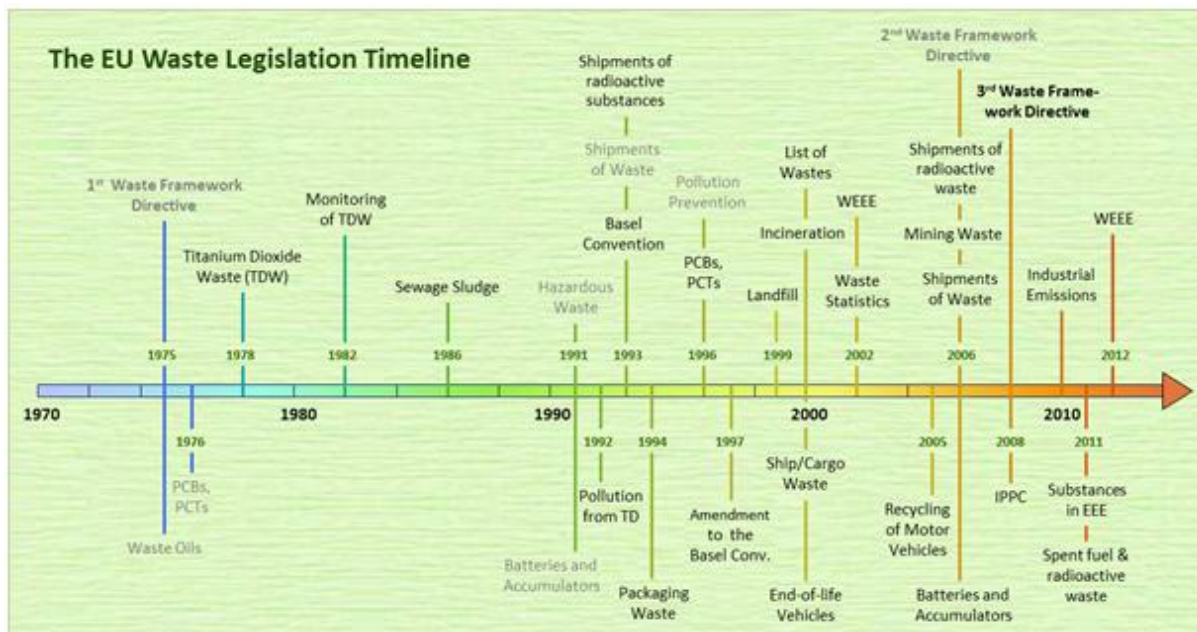 The EU Waste Legislation Timeline
1st Waste Framework
Directive
Titanium Dioxide
Waste (TDW)
Monitoring
of TDW
Sewage Sludge
Hazardous
Waste
Shipments of
radioactive
substances
Shipments
of Waste
Basel
Convention
Pollution
Prevention
PCBs,
PCTs
Landfill
List of
Wastes
Incineration
WEEE
Waste
Statistics
2nd Waste Framework
Directive
Shipments of
radioactive
waste
Mining Waste
Shipments
of Waste
3rd Waste Frame-
work Directive
Industrial
Emissions
WEEE
1975
1978
1982
1986
1991
1993
1996
1999
2002
2006
2012
1970
1980
1990
2000
2010
1976
1992
1994
1997
2005
2008
2011
PCBs,
PCTs
Waste Oils
Batteries and
Accumulators
Pollution
from TD
Packaging
Waste
Amendment
to the
Basel Conv.
Ship/Cargo
Waste
End-of-life
Vehicles
Recycling
of Motor
Vehicles
Batteries and
Accumulators
IPPC
Substances
in EEE
Spent fuel &
radioactive
waste